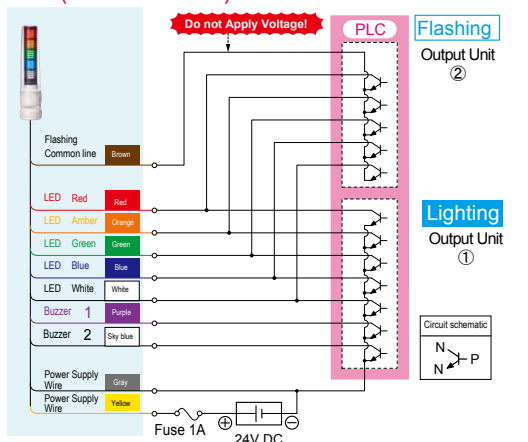 Do not Apply Voltage!
PLC
Flashing
Output Unit
②
Flashing
Common line
Brown
LED Red
Red
LED Amber
Orange
LED Green
Green
LED Blue
Blue
LED White
White
Buzzer 1
Purple
Buzzer 2
Sky blue
Lighting
Output Unit
①
Circuit schematic
N
P
N
Power Supply
Wire
Gray
Power Supply
Wire
Yellow
Fuse 1A
⊕
⊖
24V DC